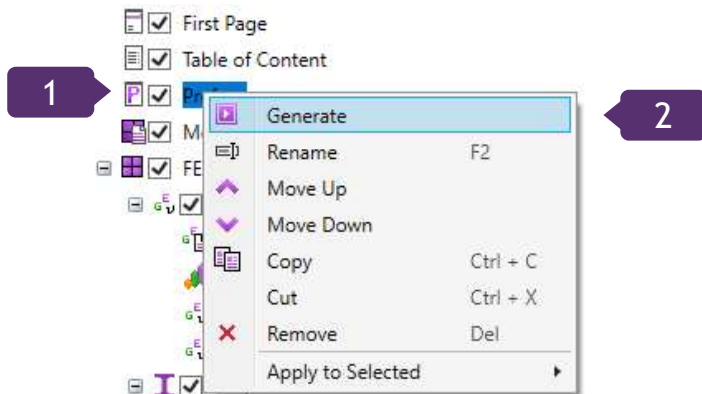 First Page
Table of Content
1
P
Generate
2
M
Rename F2
FE
Move Up
Move Down
Copy Ctrl + C
Cut Ctrl + X
Remove Del
Apply to Selected